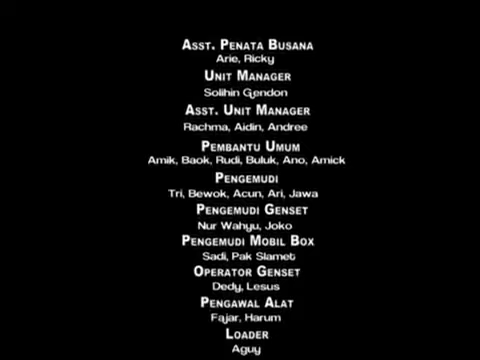 Asst. Penata Busana
Arie, Ricky
Unit Manager
Solihin Gendon
Asst. Unit Manager
Rachma, Aidin, Andree
Pembantu Umum
Amik, Baok, Rudi, Buluk, Ano, Amick
Pengemudi
Tri, Bewok, Acun, Ari, Jawa
Pengemudi Genset
Nur Wahyu, Joko
Pengemudi Mobil Box
Sadi, Pak Slamet
Operator Genset
Dedy, Lesus
Pengawal Alat
Fajar, Harum
Loader
Aguy